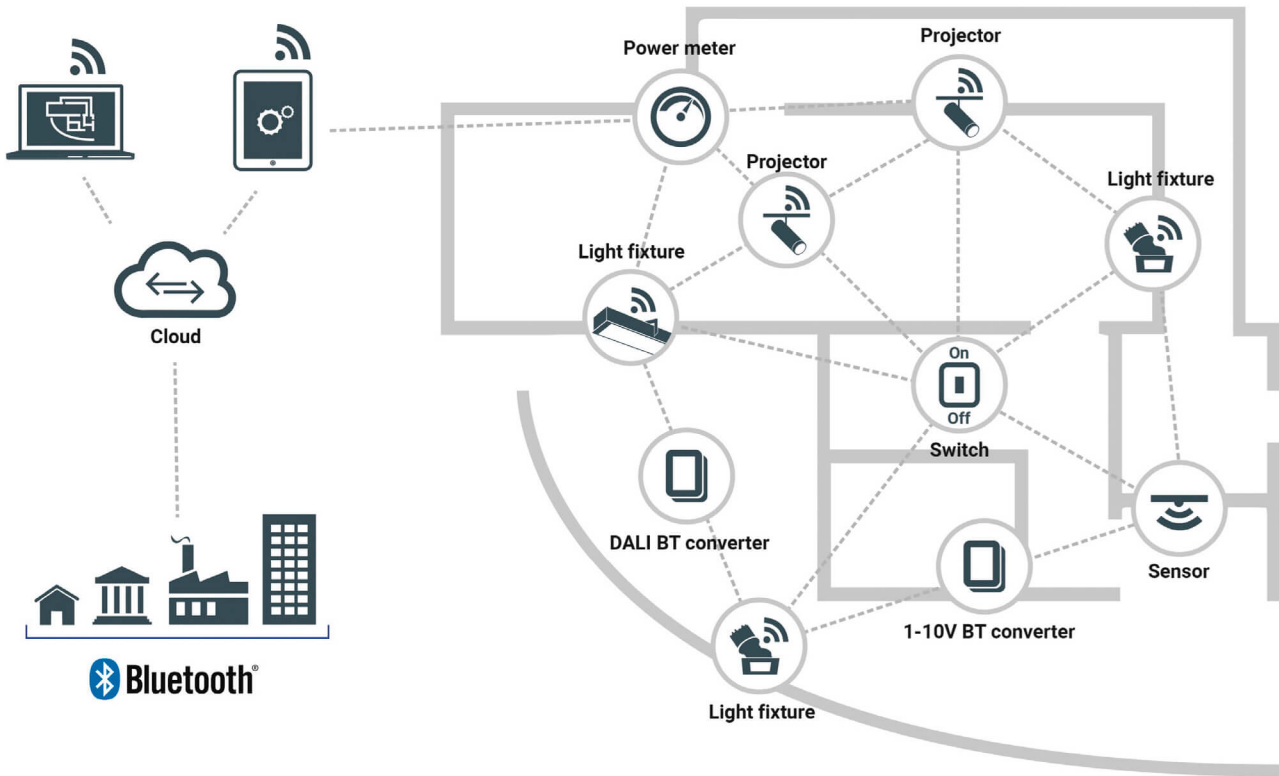 Power meter
Projector
Projector
Light fixture
Light fixture
Cloud
On
Off
Switch
DALI BT converter
Sensor
1-10V BT converter
Bluetooth®
Light fixture